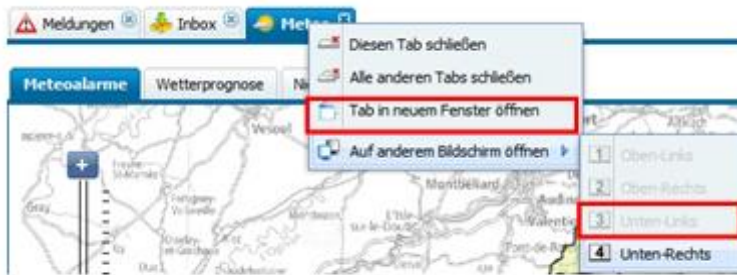 Meldungen
Inbox
Meteo
Diesen Tab schließen
Alle anderen Tabs schließen
Tab in neuem Fenster öffnen
Auf anderem Bildschirm öffnen
1 Oben-Links
2 Oben-Rechts
3 Unten-Links
4 Unten-Rechts
Meteoalarme
Wetterprognose
Vesoul
Gray
Montbéliard